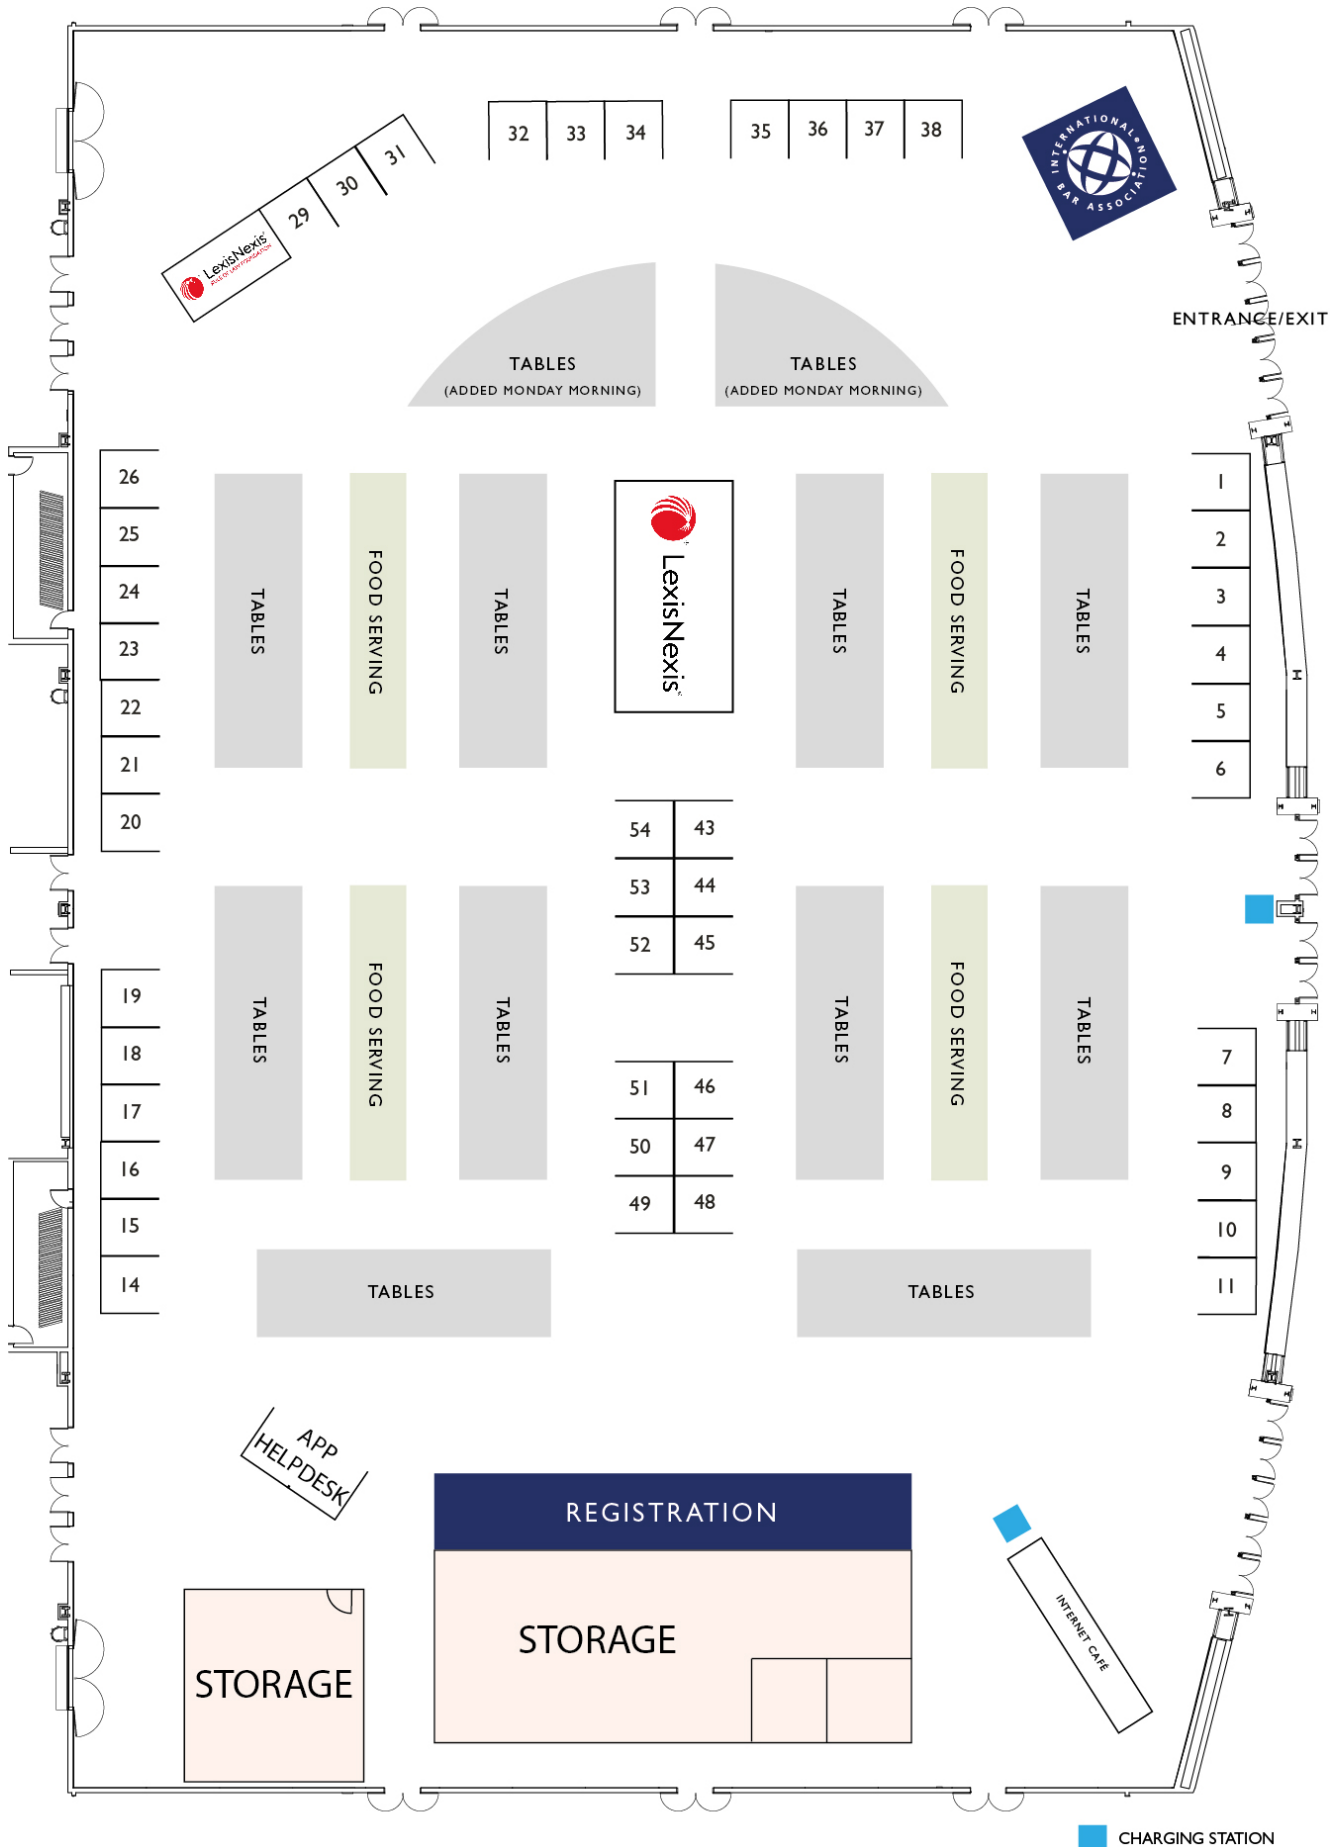 32 33 34
35 36 37 38
INTERNATIONAL
BAR ASSOCIATION
31
30
29
LexisNexis
RULE OF LAW FOUNDATION
ENTRANCE/EXIT
TABLES
(ADDED MONDAY MORNING)
TABLES
(ADDED MONDAY MORNING)
26
25
24
23
22
21
20
TABLES
FOOD SERVING
TABLES
LexisNexis
TABLES
FOOD SERVING
TABLES
1
2
3
4
5
6
54 43
53 44
52 45
19
18
17
16
15
14
TABLES
FOOD SERVING
TABLES
51 46
50 47
49 48
TABLES
FOOD SERVING
TABLES
7
8
9
10
11
TABLES
TABLES
APP
HELPDESK
REGISTRATION
STORAGE
STORAGE
INTERNET CAFÉ
CHARGING STATION